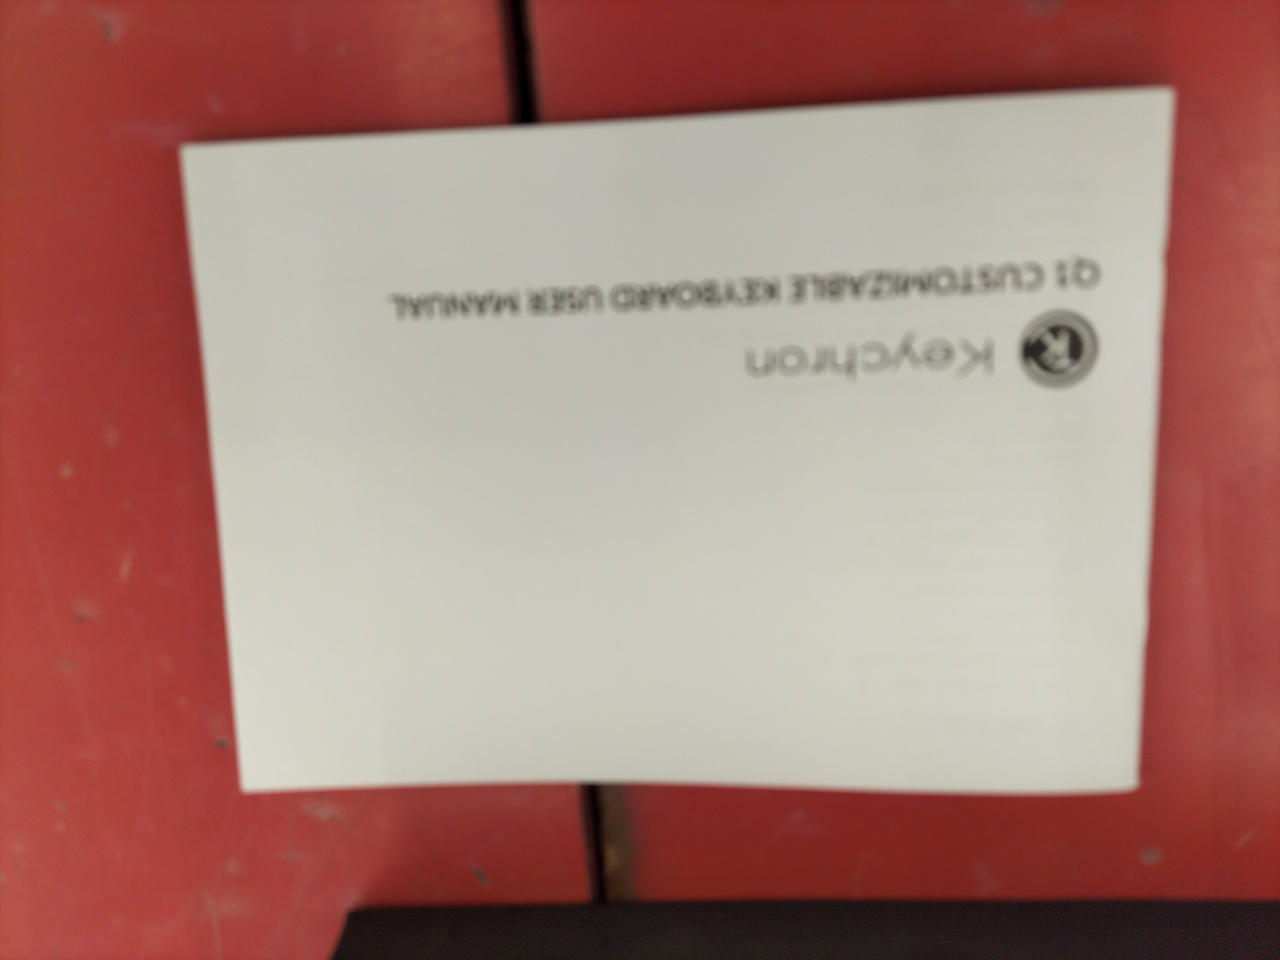 Keychron
Q1 CUSTOMIZABLE KEYBOARD USER MANUAL